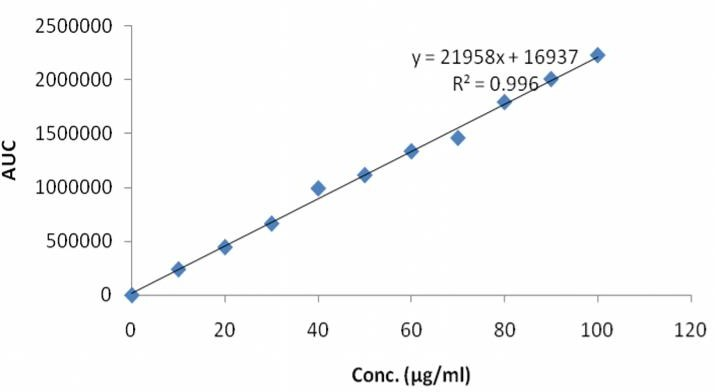 2500000
2000000
1500000
1000000
500000
0
AUC
y = 21958x + 16937
R² = 0.996
0 20 40 60 80 100 120
Conc. (µg/ml)